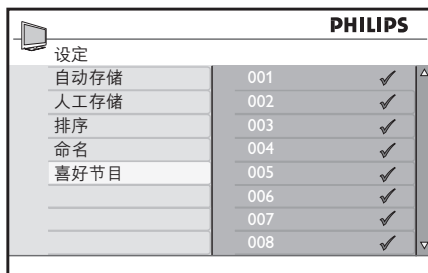 PHILIPS
设定
自动存储 001 ✓
人工存储 002 ✓
排序 003 ✓
命名 004 ✓
喜好节目 005 ✓
006 ✓
007 ✓
008 ✓